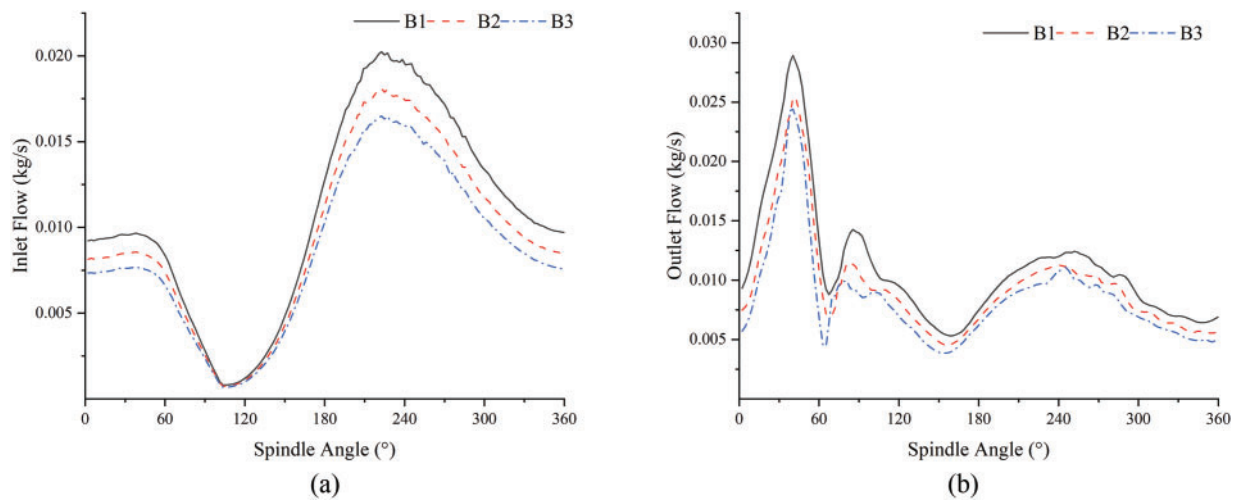 B1 B2 B3
0.020
0.015
0.010
0.005
Inlet Flow (kg/s)
0 60 120 180 240 300 360
Spindle Angle (°)
(a)
B1 B2 B3
0.030
0.025
0.020
0.015
0.010
0.005
Outlet Flow (kg/s)
0 60 120 180 240 300 360
Spindle Angle (°)
(b)